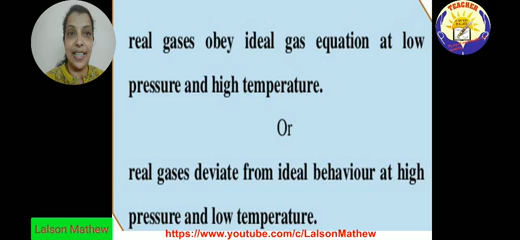 TEACHER
real gases obey ideal gas equation at low
pressure and high temperature.
Or
real gases deviate from ideal behaviour at high
pressure and low temperature.
Lalson Mathew
https://www.youtube.com/c/LalsonMathew